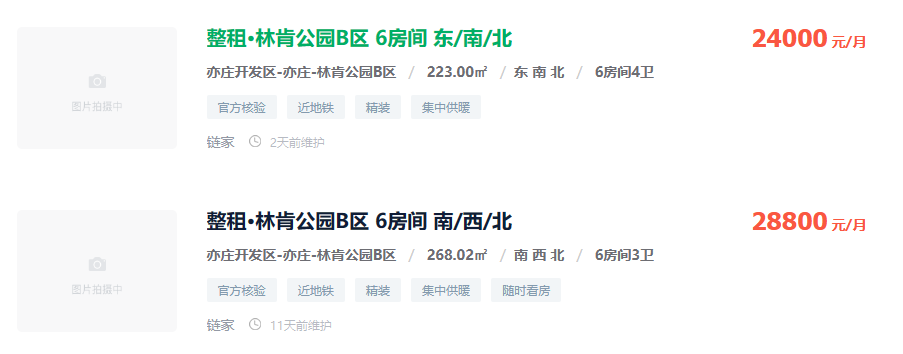 整租·林肯公园B区 6房间 东/南/北
24000 元/月
亦庄开发区-亦庄-林肯公园B区 / 223.00㎡ / 东 南 北 / 6房间4卫
图片拍摄中
官方核验 近地铁 精装 集中供暖
链家 2天前维护
整租·林肯公园B区 6房间 南/西/北
28800 元/月
亦庄开发区-亦庄-林肯公园B区 / 268.02㎡ / 南 西 北 / 6房间3卫
图片拍摄中
官方核验 近地铁 精装 集中供暖 随时看房
链家 11天前维护